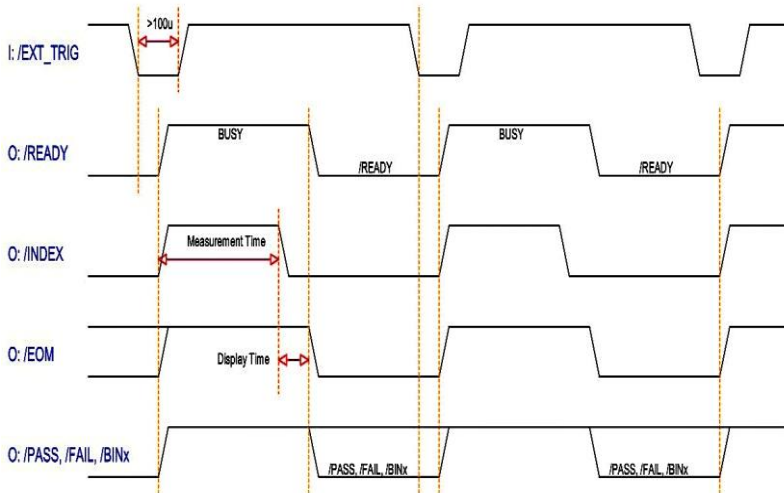 >100u
I: /EXT_TRIG
O: /READY
BUSY
BUSY
/READY
/READY
O: /INDEX
Measurement Time
O: /EOM
Display Time
O: /PASS, /FAIL, /BINx
/PASS, /FAIL, /BINx
/PASS, /FAIL, /BINx